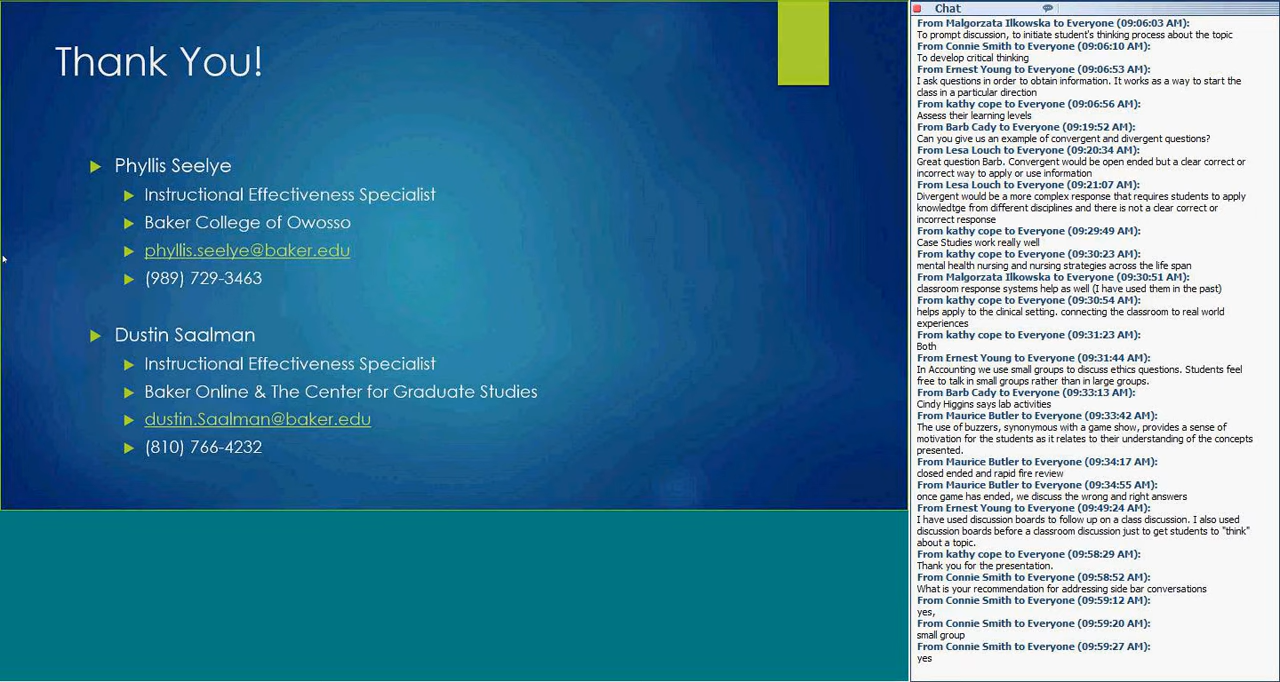 Thank You!
Phyllis Seelye
Instructional Effectiveness Specialist
Baker College of Owosso
phyllis.seelye@baker.edu
(989) 729-3463
Dustin Saalman
Instructional Effectiveness Specialist
Baker Online & The Center for Graduate Studies
dustin.Saalman@baker.edu
(810) 766-4232
Chat
From Malgorzata Ilkowska to Everyone (09:06:03 AM):
To prompt discussion, to initiate student's thinking process about the topic
From Connie Smith to Everyone (09:06:10 AM):
To develop critical thinking
From Ernest Young to Everyone (09:06:53 AM):
I ask questions in order to obtain information. It works as a way to start the
class in a particular direction
From kathy cope to Everyone (09:06:56 AM):
Assess their learning levels
From Barb Cady to Everyone (09:19:52 AM):
Can you give us an example of convergent and divergent questions?
From Lesa Louch to Everyone (09:20:34 AM):
Great question Barb. Convergent would be open ended but a clear correct or
incorrect way to apply or use information
From Lesa Louch to Everyone (09:21:07 AM):
Divergent would be a more complex response that requires students to apply
knowledtge from different disciplines and there is not a clear correct or
incorrect response
From kathy cope to Everyone (09:29:49 AM):
Case Studies work really well
From kathy cope to Everyone (09:30:23 AM):
mental health nursing and nursing strategies across the life span
From Malgorzata Ilkowska to Everyone (09:30:51 AM):
classroom response systems help as well (I have used them in the past)
From kathy cope to Everyone (09:30:54 AM):
helps apply to the clinical setting. connecting the classroom to real world
experiences
From kathy cope to Everyone (09:31:23 AM):
Both
From Ernest Young to Everyone (09:31:44 AM):
In Accounting we use small groups to discuss ethics questions. Students feel
free to talk in small groups rather than in large groups.
From Barb Cady to Everyone (09:33:13 AM):
Cindy Higgins says lab activities
From Maurice Butler to Everyone (09:33:42 AM):
The use of buzzers, synonymous with a game show, provides a sense of
motivation for the students as it relates to their understanding of the concepts
presented.
From Maurice Butler to Everyone (09:34:17 AM):
closed ended and rapid fire review
From Maurice Butler to Everyone (09:34:55 AM):
once game has ended, we discuss the wrong and right answers
From Ernest Young to Everyone (09:49:24 AM):
I have used discussion boards to follow up on a class discussion. I also used
discussion boards before a classroom discussion just to get students to "think"
about a topic.
From kathy cope to Everyone (09:58:29 AM):
Thank you for the presentation.
From Connie Smith to Everyone (09:58:52 AM):
What is your recommendation for addressing side bar conversations
From Connie Smith to Everyone (09:59:12 AM):
yes,
From Connie Smith to Everyone (09:59:20 AM):
small group
From Connie Smith to Everyone (09:59:27 AM):
yes